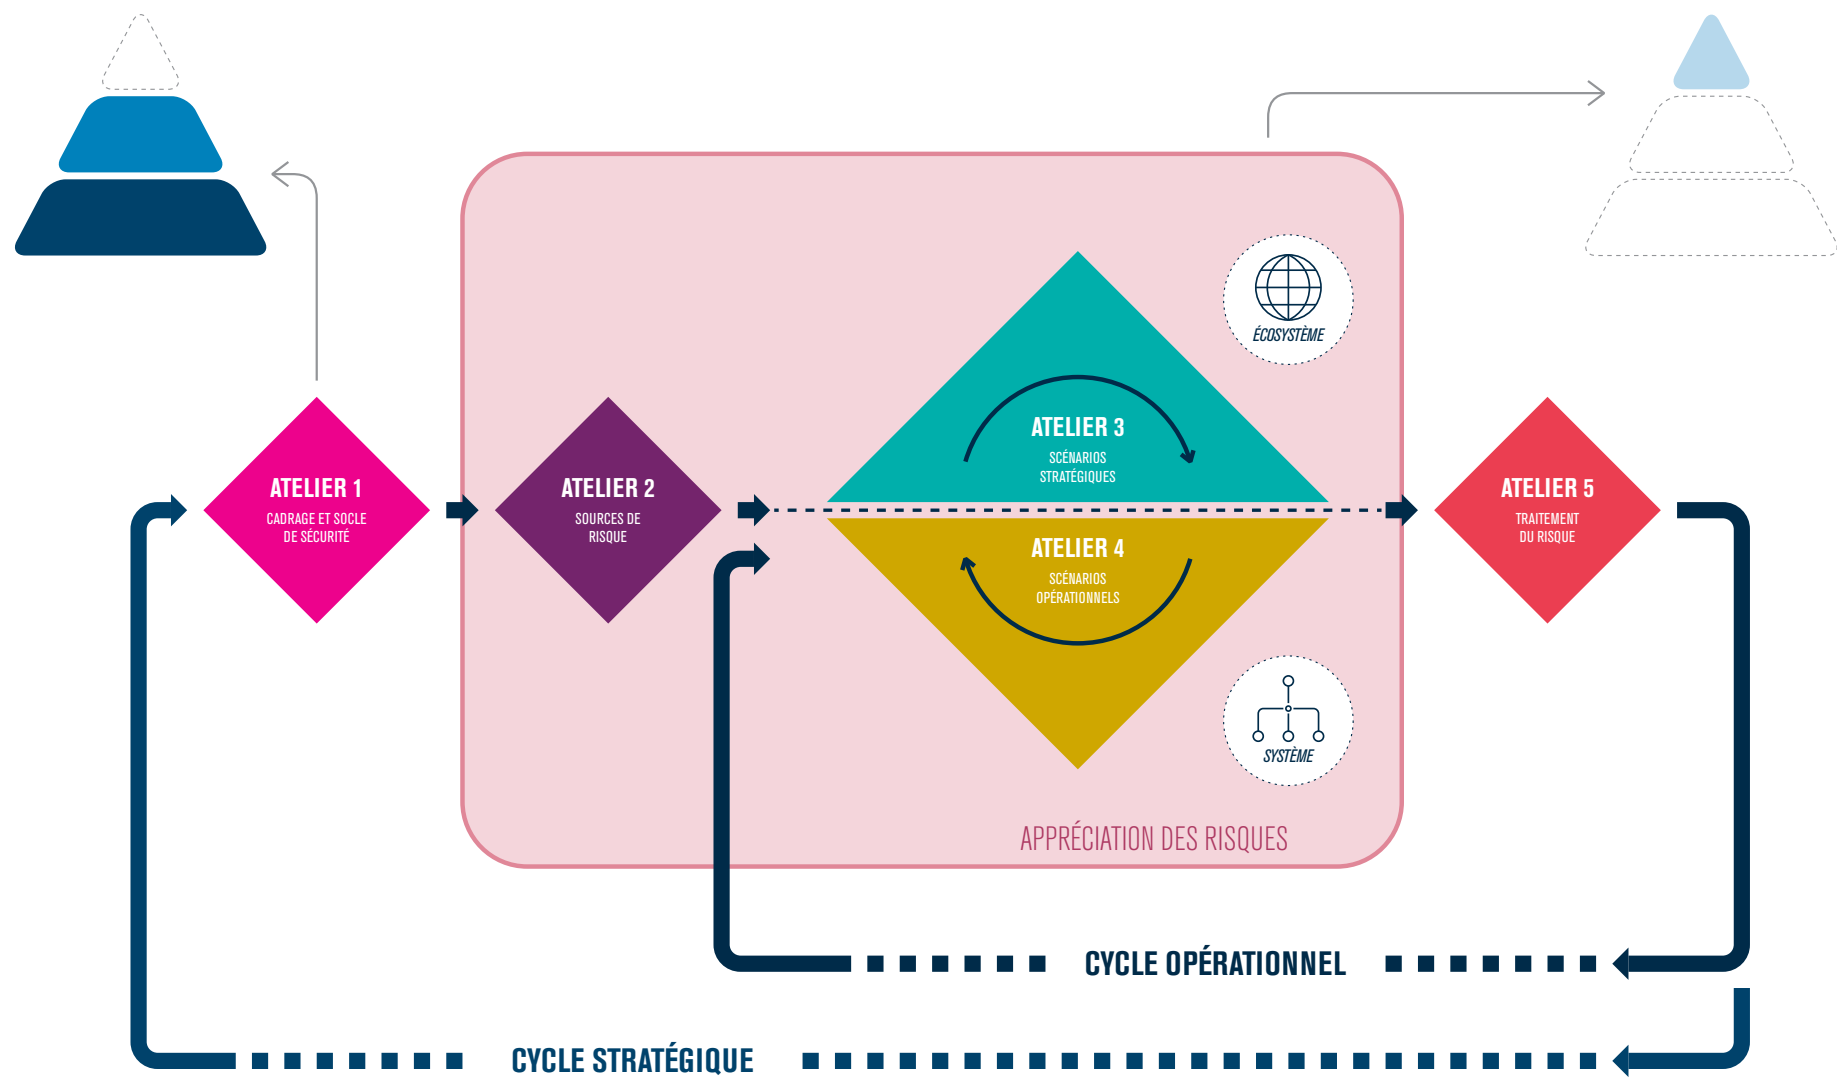 ÉCOSYSTÈME
ATELIER 1
CADRAGE ET SOCLE
DE SÉCURITÉ
ATELIER 2
SOURCES DE
RISQUE
ATELIER 3
SCÉNARIOS
STRATÉGIQUES
ATELIER 4
SCÉNARIOS
OPÉRATIONNELS
ATELIER 5
TRAITEMENT
DU RISQUE
SYSTÈME
APPRÉCIATION DES RISQUES
CYCLE OPÉRATIONNEL
CYCLE STRATÉGIQUE